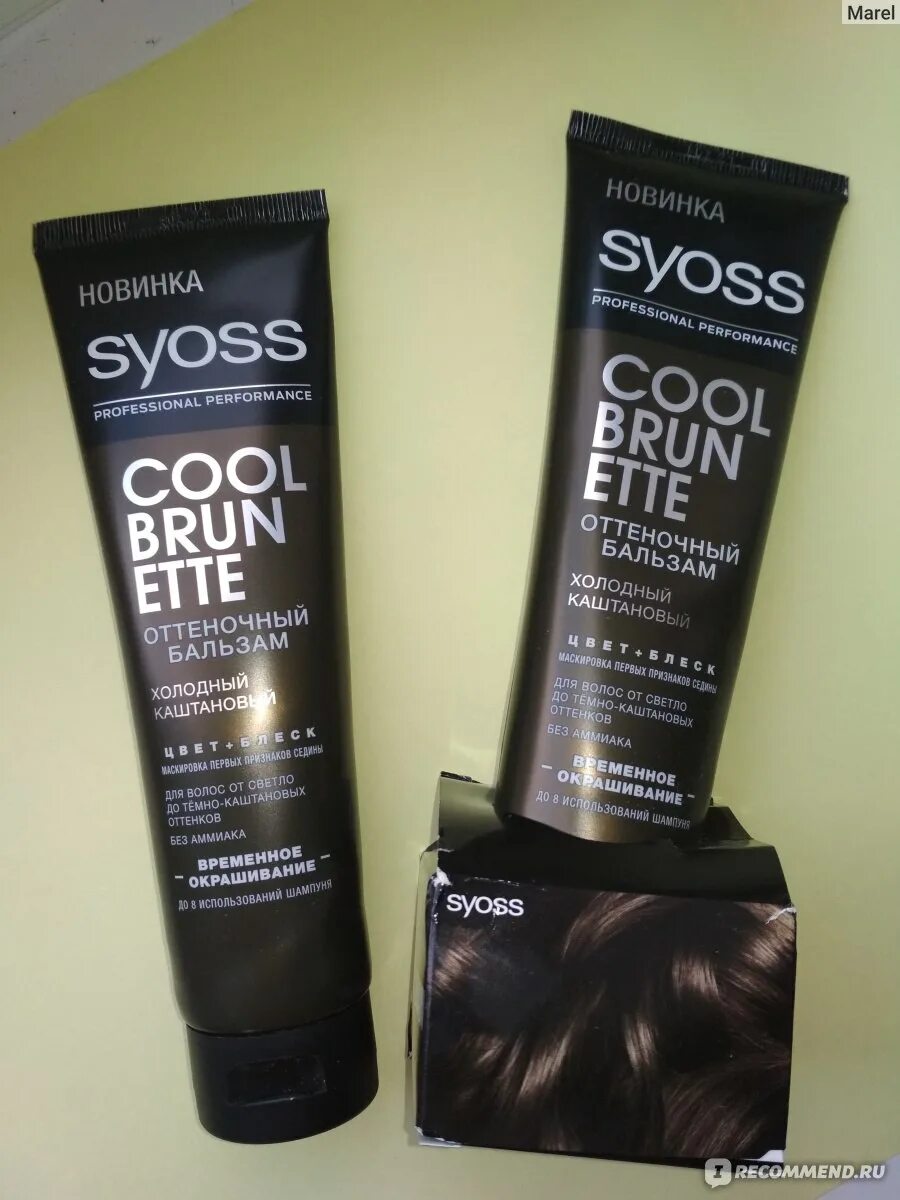 Marel
НОВИНКА
syoss
PROFESSIONAL PERFORMANCE
COOL
BRUN
ETTE
ОТТЕНОЧНЫЙ
БАЛЬЗАМ
ХОЛОДНЫЙ
КАШТАНОВЫЙ
ЦВЕТ+БЛЕСК
МАСКИРОВКА ПЕРВЫХ ПРИЗНАКОВ СЕДИНЫ
ДЛЯ ВОЛОС ОТ СВЕТЛО
ДО ТЁМНО-КАШТАНОВЫХ
ОТТЕНКОВ
БЕЗ АММИАКА
ВРЕМЕННОЕ
– ОКРАШИВАНИЕ –
ДО 8 ИСПОЛЬЗОВАНИЙ ШАМПУНЯ
НОВИНКА
syoss
PROFESSIONAL PERFORMANCE
COOL
BRUN
ETTE
ОТТЕНОЧНЫЙ
БАЛЬЗАМ
ХОЛОДНЫЙ
КАШТАНОВЫЙ
ЦВЕТ+БЛЕСК
МАСКИРОВКА ПЕРВЫХ ПРИЗНАКОВ СЕДИНЫ
ДЛЯ ВОЛОС ОТ СВЕТЛО
ДО ТЁМНО-КАШТАНОВЫХ
ОТТЕНКОВ
БЕЗ АММИАКА
ВРЕМЕННОЕ
– ОКРАШИВАНИЕ –
ДО 8 ИСПОЛЬЗОВАНИЙ ШАМПУНЯ
syoss
IRECOMMEND.RU